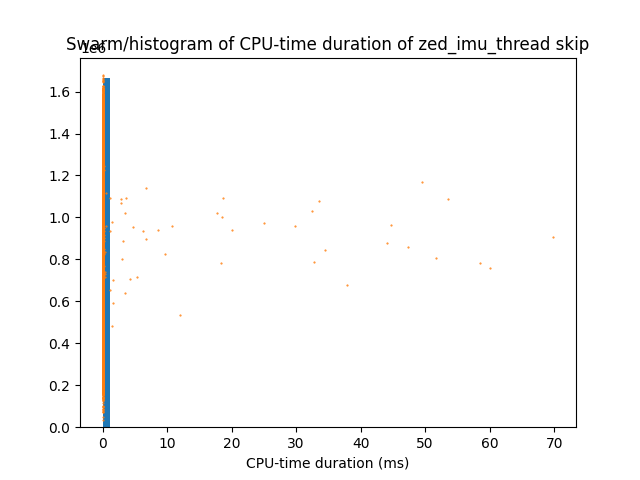 Swarm/histogram of CPU-time duration of zed_imu_thread skip
1e6
1.6
1.4
1.2
1.0
0.8
0.6
0.4
0.2
0.0
0 10 20 30 40 50 60 70
CPU-time duration (ms)